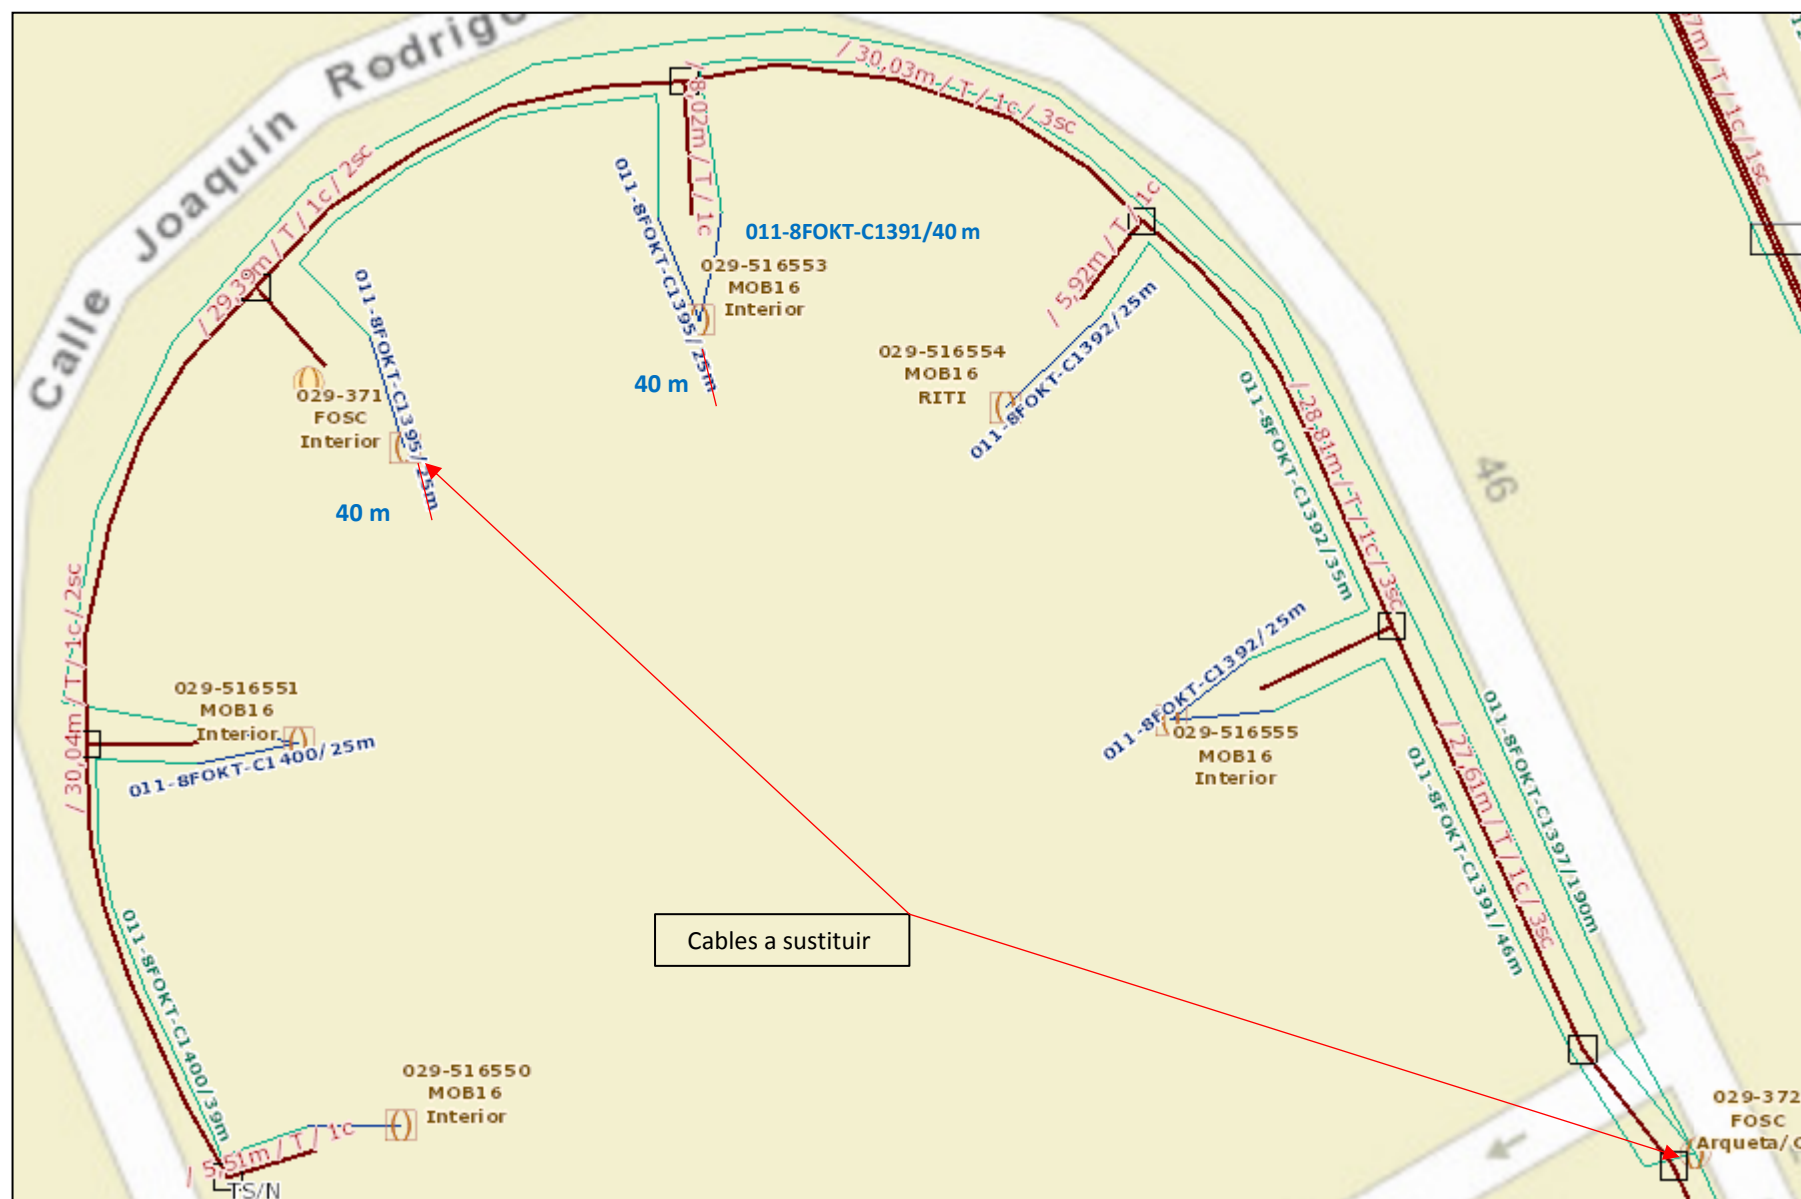 Calle Joaquin Rodrigo
/ 30,03m / T / 1c / 3sc
/ 8,02m / T / 1c
/ 29,39m / T / 1c / 2sc
011-8FOKT-C1395/25m
011-8FOKT-C1391/40 m
029-516553
MOB16
Interior
011-8FOKT-C1395/25m
/ 5,92m / T / 1c
011-8FOKT-C1392/25m
029-516554
MOB16
RITI
40 m
029-371
FOSC
Interior
40 m
011-8FOKT-C1392/35m
/ 28,81m / T / 1c / 3sc
46
/ 30,04m / T / 1c / 2sc
011-8FOKT-C1392/25m
029-516551
MOB16
Interior
011-8FOKT-C1400/25m
029-516555
MOB16
Interior
011-8FOKT-C1397/190m
/ 27,61m / T / 1c / 3sc
011-8FOKT-C1391/46m
Cables a sustituir
011-8FOKT-C1400/39m
029-516550
MOB16
Interior
/ 5,51m / T / 1c
TS/N
029-372
FOSC
(Arqueta/C
7m / T / 1c / 1sc